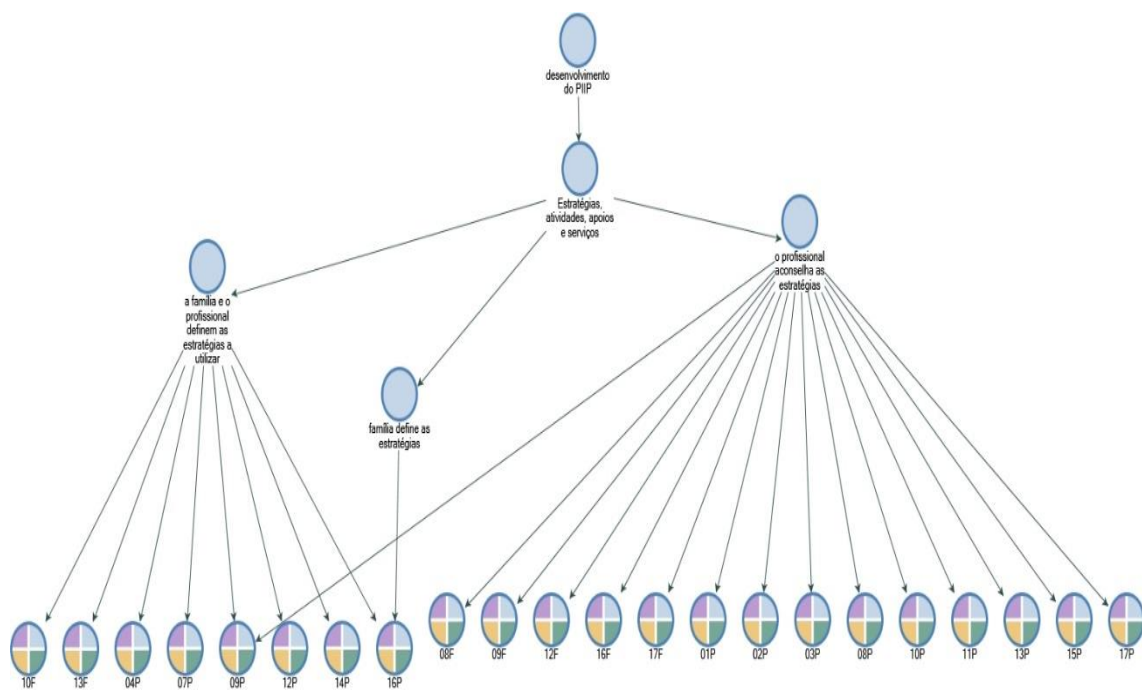 desenvolvimento
do PIIP
Estratégias,
atividades, apoios
e serviços
o profissional
aconselha as
estratégias
a família e o
profissional
definem as
estratégias a
utilizar
família define as
estratégias
10F 13F 04P 07P 09P 12P 14P 16P
08F 09F 12F 16F 17F 01P 02P 03P 08P 10P 11P 13P 15P 17P